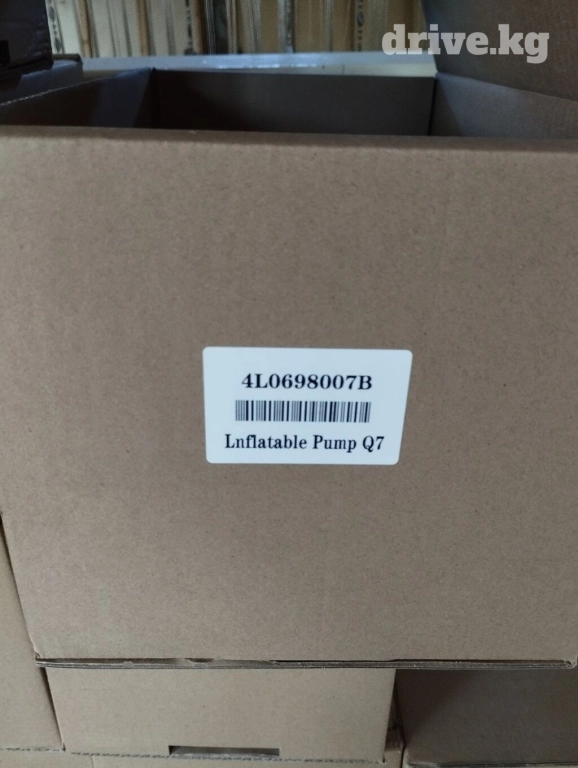 drive.kg
4L0698007B
Lnflatable Pump Q7